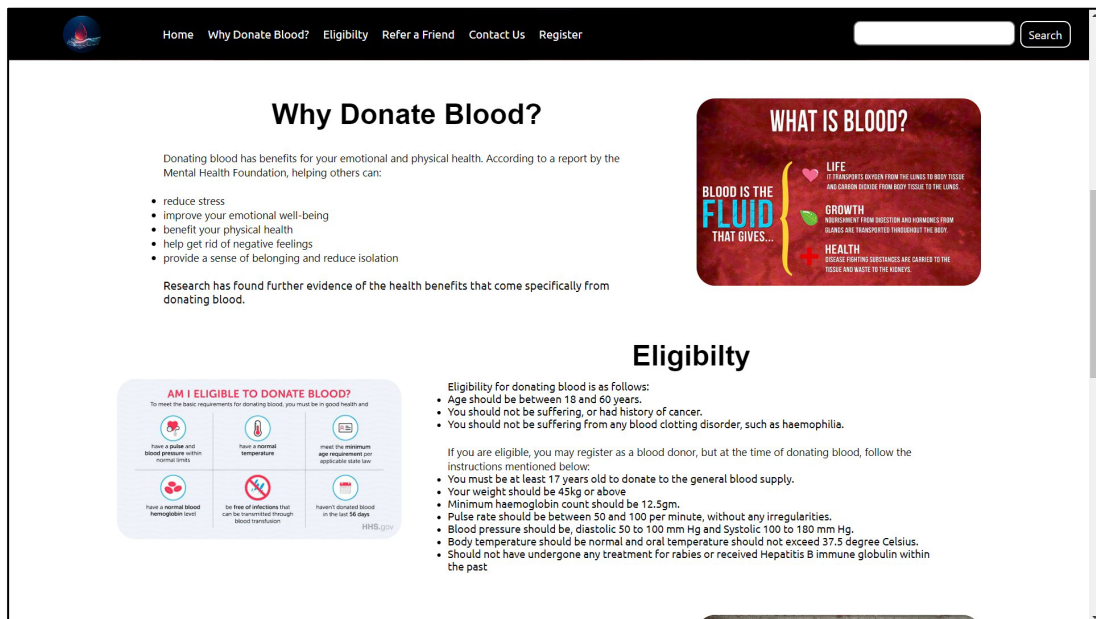 Home Why Donate Blood? Eligibilty Refer a Friend Contact Us Register Search
Why Donate Blood?
Donating blood has benefits for your emotional and physical health. According to a report by the
Mental Health Foundation, helping others can:
reduce stress
improve your emotional well-being
benefit your physical health
help get rid of negative feelings
provide a sense of belonging and reduce isolation
Research has found further evidence of the health benefits that come specifically from
donating blood.
WHAT IS BLOOD?
BLOOD IS THE
FLUID
THAT GIVES...
LIFE
IT TRANSPORTS OXYGEN FROM THE LUNGS TO BODY TISSUE
AND CARBON DIOXIDE FROM BODY TISSUE TO THE LUNGS.
GROWTH
NOURISHMENT FROM DIGESTION AND HORMONES FROM
GLANDS ARE TRANSPORTED THROUGHOUT THE BODY.
HEALTH
DISEASE FIGHTING SUBSTANCES ARE CARRIED TO THE
TISSUE AND WASTE TO THE KIDNEYS.
AM I ELIGIBLE TO DONATE BLOOD?
To meet the basic requirements for donating blood, you must be in good health and
have a pulse and
blood pressure within
normal limits
have a normal
temperature
meet the minimum
age requirement per
applicable state law
have a normal blood
hemoglobin level
be free of infections that
can be transmitted through
blood transfusion
haven't donated blood
in the last 56 days
HHS.gov
Eligibilty
Eligibility for donating blood is as follows:
Age should be between 18 and 60 years.
You should not be suffering, or had history of cancer.
You should not be suffering from any blood clotting disorder, such as haemophilia.
If you are eligible, you may register as a blood donor, but at the time of donating blood, follow the
instructions mentioned below:
You must be at least 17 years old to donate to the general blood supply.
Your weight should be 45kg or above
Minimum haemoglobin count should be 12.5gm.
Pulse rate should be between 50 and 100 per minute, without any irregularities.
Blood pressure should be, diastolic 50 to 100 mm Hg and Systolic 100 to 180 mm Hg.
Body temperature should be normal and oral temperature should not exceed 37.5 degree Celsius.
Should not have undergone any treatment for rabies or received Hepatitis B immune globulin within
the past